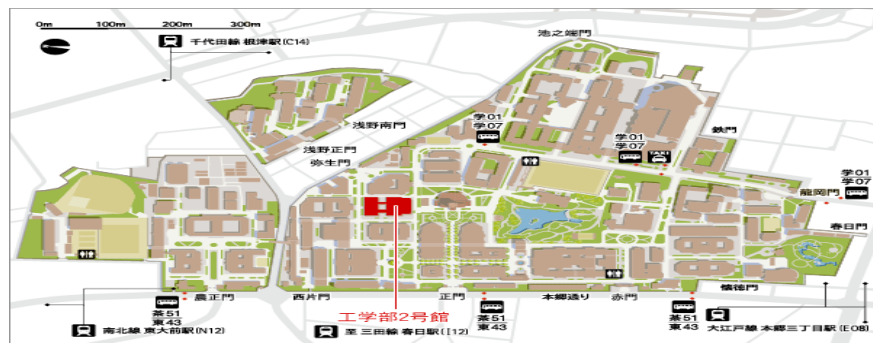 0m 100m 200m 300m
千代田線 根津駅(C14)
池之端門
浅野南門
浅野正門
弥生門
学01
学07
学01
学07
TAXI
鉄門
学01
学07
龍岡門
春日門
農正門
西片門
正門
本郷通り
赤門
懐徳門
工学部2号館
茶51
東43
茶51
東43
茶51
東43
南北線 東大前駅(N12)
至 三田線 春日駅(I12)
大江戸線 本郷三丁目駅(E08)